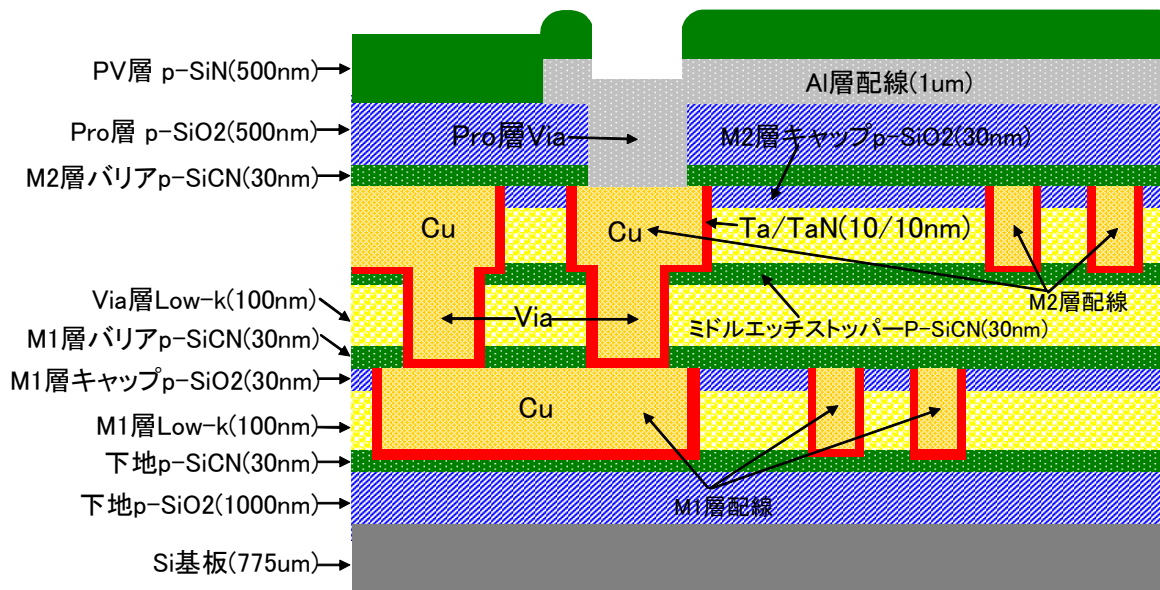 PV層 p-SiN(500nm)
Al層配線(1um)
Pro層 p-SiO2(500nm)
Pro層Via
M2層キャップp-SiO2(30nm)
M2層バリアp-SiCN(30nm)
Cu
Cu
Ta/TaN(10/10nm)
Via層Low-k(100nm)
Via
M2層配線
ミドルエッチストッパーP-SiCN(30nm)
M1層バリアp-SiCN(30nm)
M1層キャップp-SiO2(30nm)
Cu
M1層Low-k(100nm)
下地p-SiCN(30nm)
下地p-SiO2(1000nm)
M1層配線
Si基板(775um)